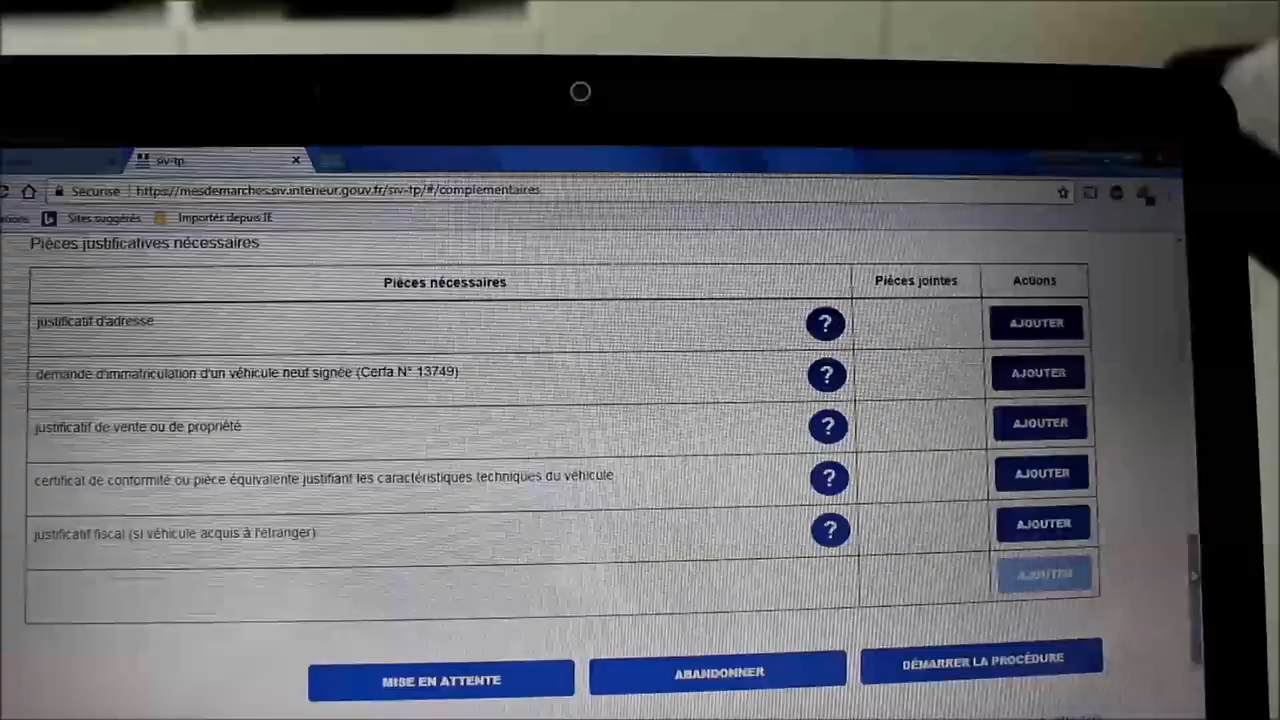 siv-tp
Sécurisé | https://mesdemarches.siv.interieur.gouv.fr/siv-tp/#/complementaires
Sites suggérés Importés depuis IE
Pièces justificatives nécessaires
Pièces nécessaires Pièces jointes Actions
justificatif d'adresse ? AJOUTER
demande d'immatriculation d'un véhicule neuf signée (Cerfa N° 13749) ? AJOUTER
justificatif de vente ou de propriété ? AJOUTER
certificat de conformité ou pièce équivalente justifiant les caractéristiques techniques du véhicule ? AJOUTER
justificatif fiscal (si véhicule acquis à l'étranger) ? AJOUTER
AJOUTER
MISE EN ATTENTE ABANDONNER DÉMARRER LA PROCÉDURE